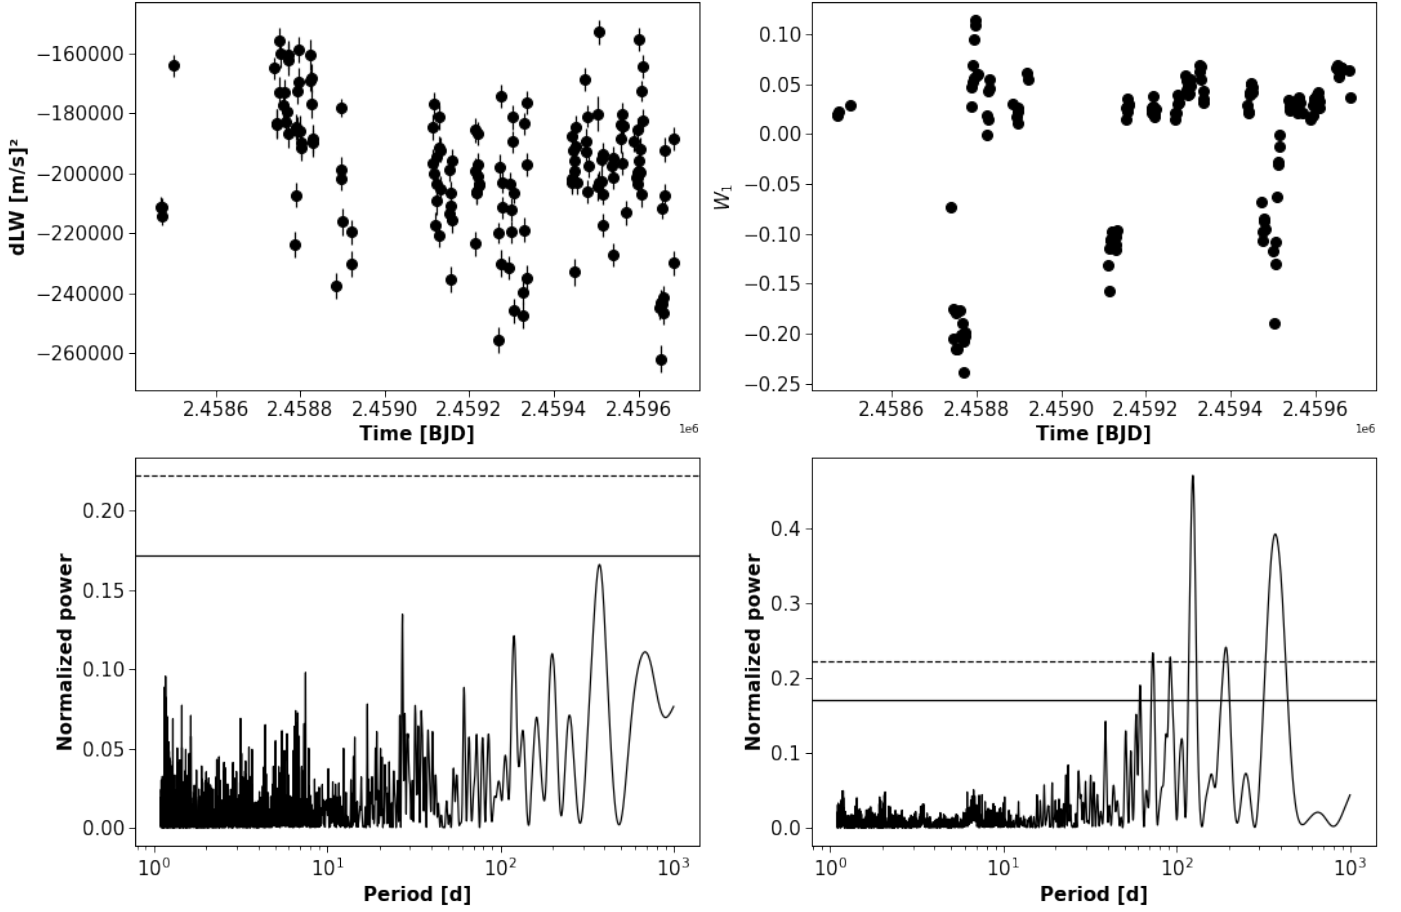 dLW [m/s]²
−160000
−180000
−200000
−220000
−240000
−260000
2.4586 2.4588 2.4590 2.4592 2.4594 2.4596
1e6
Time [BJD]
W₁
0.10
0.05
0.00
−0.05
−0.10
−0.15
−0.20
−0.25
2.4586 2.4588 2.4590 2.4592 2.4594 2.4596
1e6
Time [BJD]
Normalized power
0.20
0.15
0.10
0.05
0.00
10⁰ 10¹ 10² 10³
Period [d]
Normalized power
0.4
0.3
0.2
0.1
0.0
10⁰ 10¹ 10² 10³
Period [d]